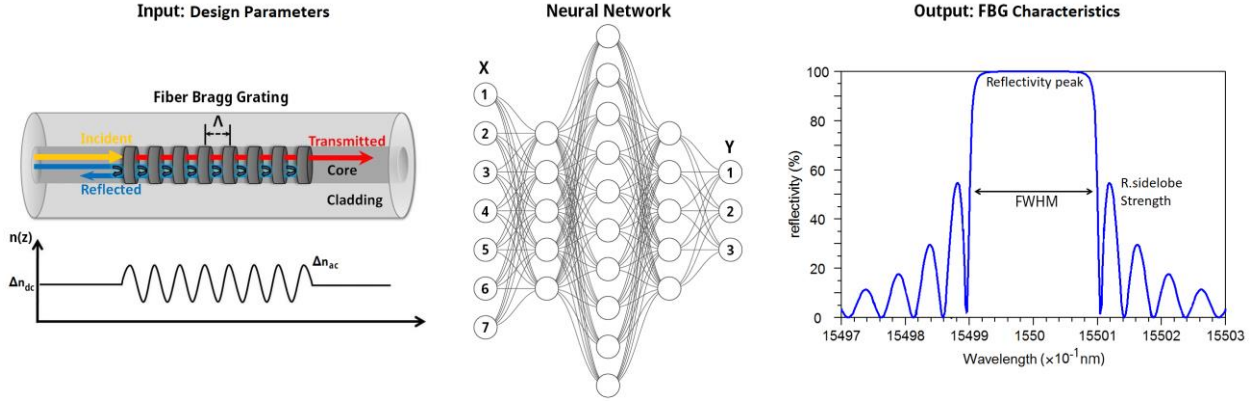 Input: Design Parameters
Fiber Bragg Grating
Λ
Incident
Transmitted
Reflected
Core
Cladding
n(z)
Δn_dc
Δn_ac
Neural Network
X
1
2
3
4
5
6
7
Y
1
2
3
Output: FBG Characteristics
100
80
60
40
20
0
reflectivity (%)
Reflectivity peak
FWHM
R.sidelobe
Strength
15497 15498 15499 1550 15501 15502 15503
Wavelength (×10⁻¹nm)